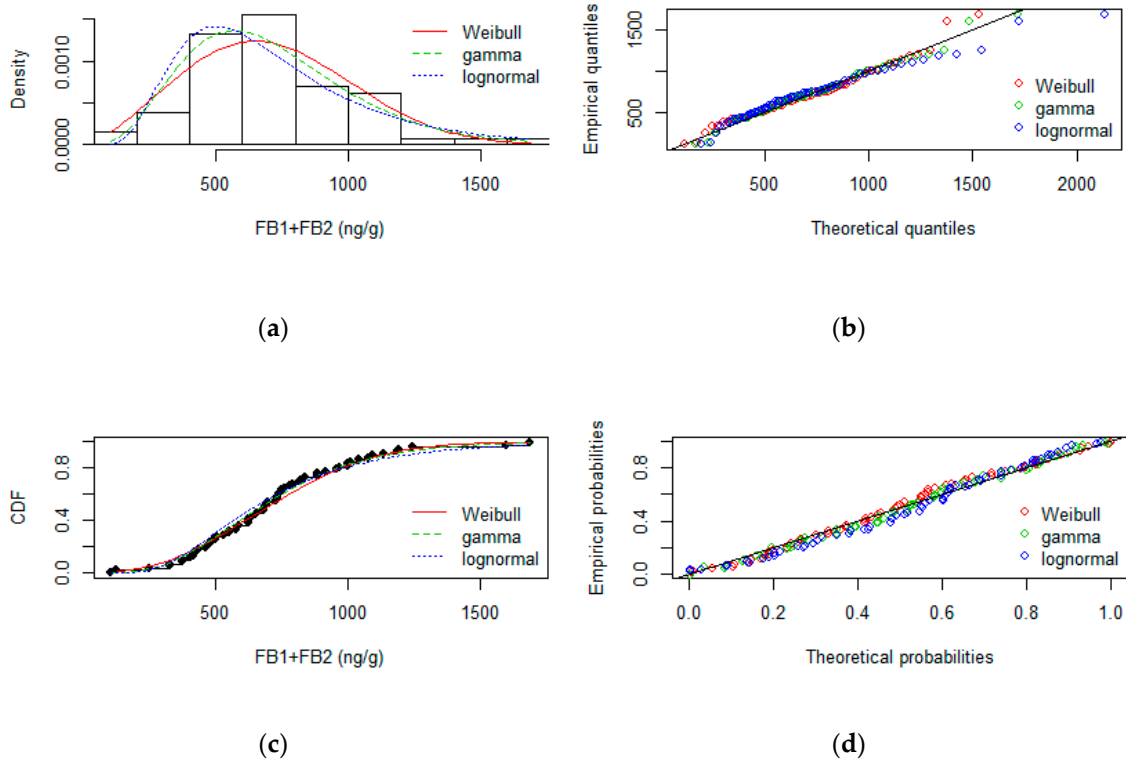 Density
0.0000
0.0010
Weibull
gamma
lognormal
500
1000
1500
FB1+FB2 (ng/g)
(a)
Empirical quantiles
500
1500
Weibull
gamma
lognormal
500
1000
1500
2000
Theoretical quantiles
(b)
CDF
0.0
0.4
0.8
Weibull
gamma
lognormal
500
1000
1500
FB1+FB2 (ng/g)
(c)
Empirical probabilities
0.0
0.4
0.8
Weibull
gamma
lognormal
0.0
0.2
0.4
0.6
0.8
1.0
Theoretical probabilities
(d)